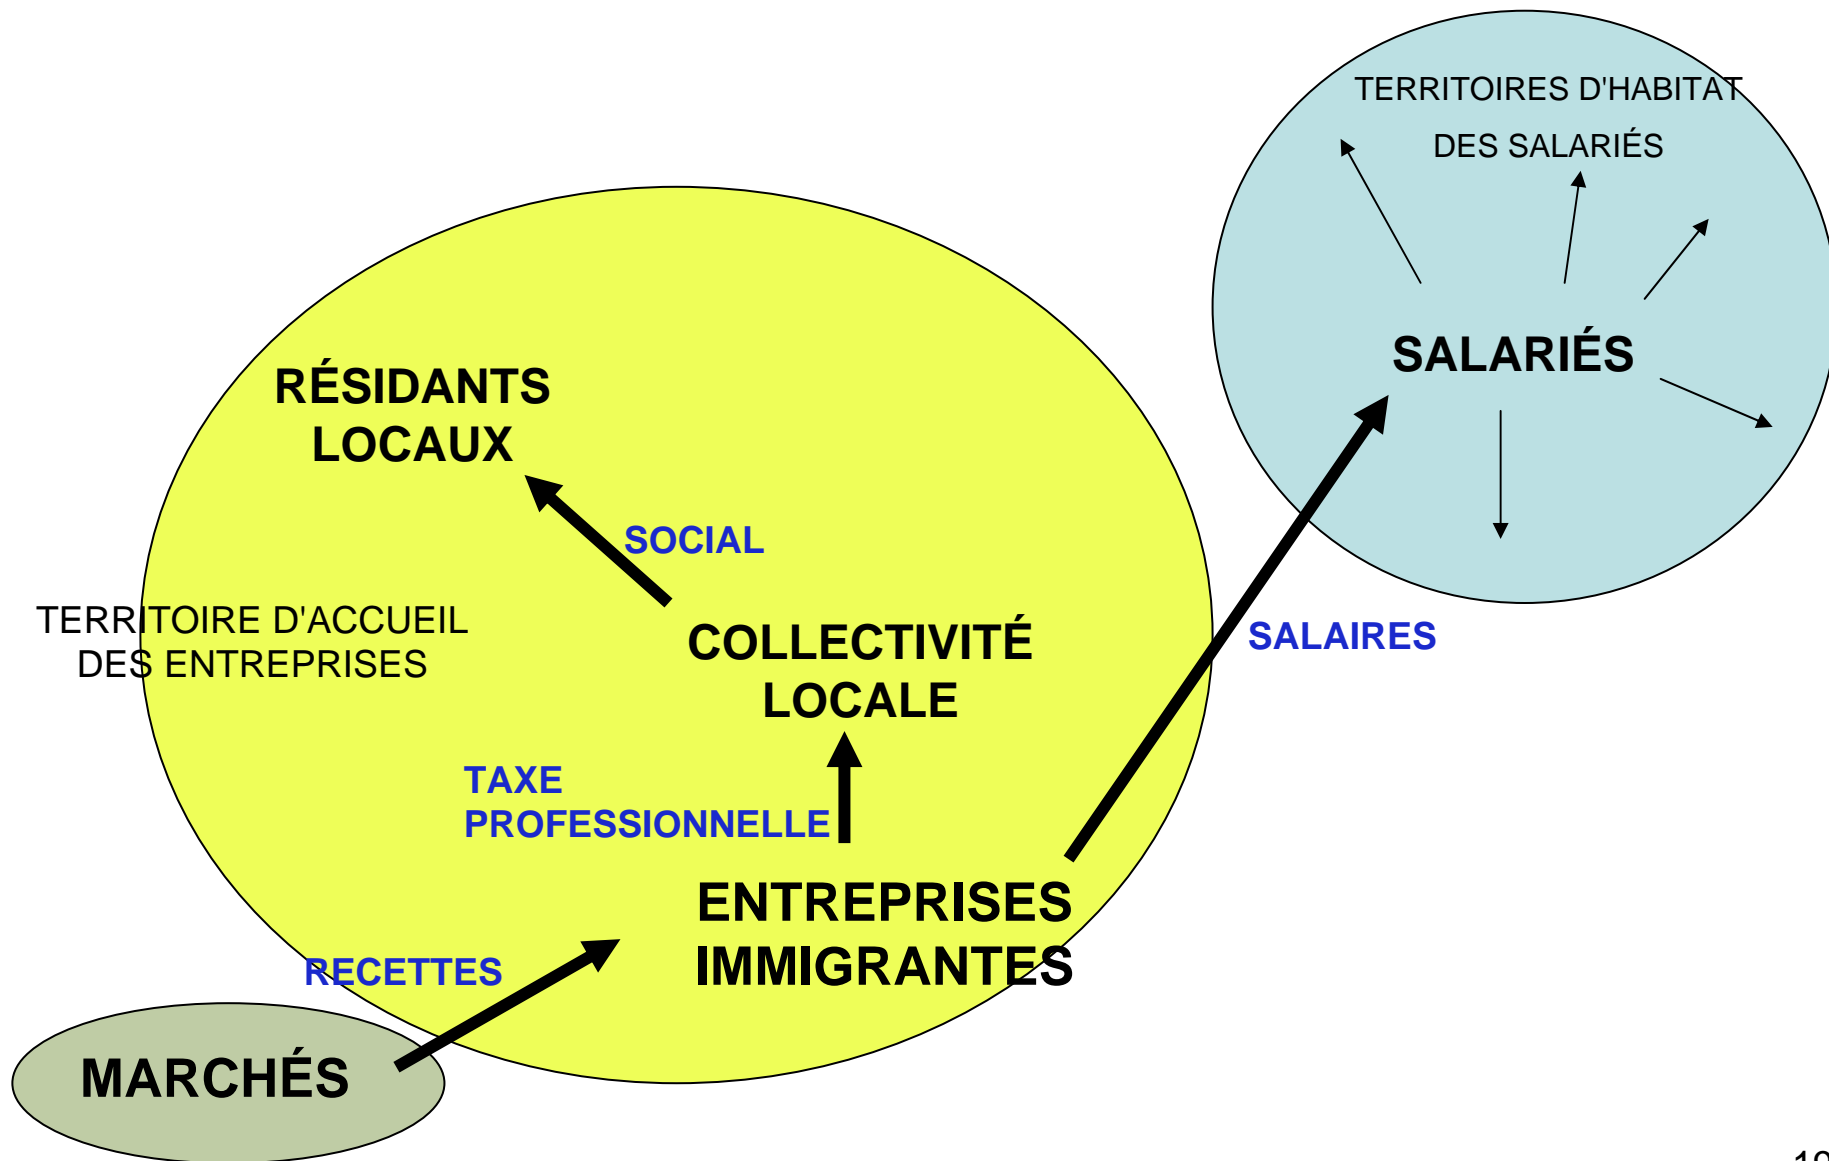 TERRITOIRES D'HABITAT
DES SALARIÉS
SALARIÉS
RÉSIDANTS
LOCAUX
SOCIAL
TERRITOIRE D'ACCUEIL
DES ENTREPRISES
COLLECTIVITÉ
LOCALE
SALAIRES
TAXE
PROFESSIONNELLE
ENTREPRISES
IMMIGRANTES
RECETTES
MARCHÉS